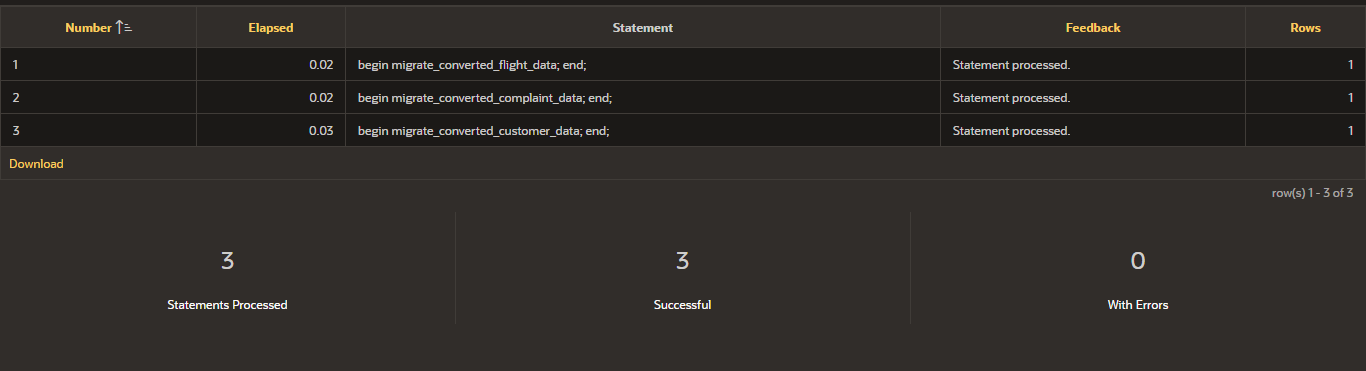 Number Elapsed Statement Feedback Rows
1 0.02 begin migrate_converted_flight_data; end; Statement processed. 1
2 0.02 begin migrate_converted_complaint_data; end; Statement processed. 1
3 0.03 begin migrate_converted_customer_data; end; Statement processed. 1
Download
row(s) 1 - 3 of 3
3 3 0
Statements Processed Successful With Errors